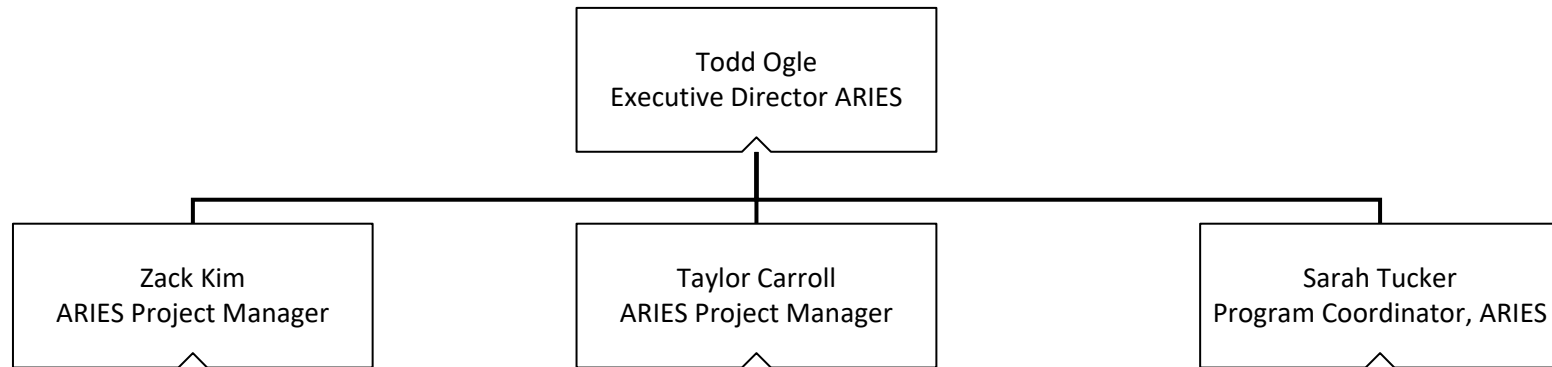 Todd Ogle
Executive Director ARIES
Zack Kim
ARIES Project Manager
Taylor Carroll
ARIES Project Manager
Sarah Tucker
Program Coordinator, ARIES